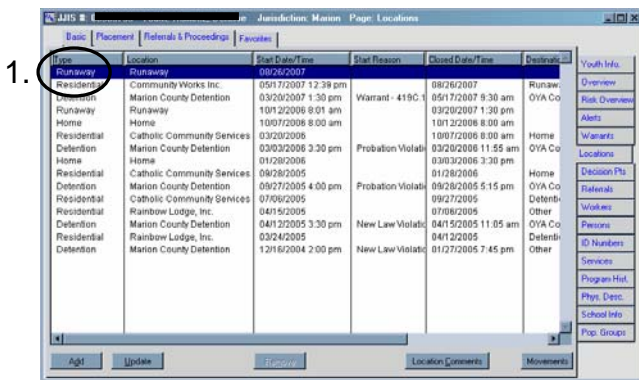 JJIS #: Jurisdiction: Marion Page: Locations
Basic Placement Referrals & Proceedings Favorites
1.
Type Location Start Date/Time Start Reason Closed Date/Time
Runaway Runaway 08/26/2007
Residential Community Works Inc. 05/17/2007 12:39 pm 08/26/2007 Runaw
Detention Marion County Detention 03/20/2007 1:30 pm Warrant - 419C.1 05/17/2007 9:30 am OYA Co
Runaway Runaway 10/12/2006 8:01 am 03/20/2007 1:30 pm
Home Home 10/07/2006 8:00 am 10/12/2006 8:00 am
Residential Catholic Community Services 03/20/2006 10/07/2006 8:00 am Home
Detention Marion County Detention 03/03/2006 3:30 pm Probation Violati 03/20/2006 11:55 am OYA Co
Home Home 01/28/2006 03/03/2006 3:30 pm
Residential Catholic Community Services 09/28/2005 01/28/2006 Home
Detention Marion County Detention 09/27/2005 4:00 pm Probation Violati 09/28/2005 5:15 pm OYA Co
Residential Catholic Community Services 07/06/2005 09/27/2005 Detenti
Residential Rainbow Lodge, Inc. 04/15/2005 07/06/2005 Other
Detention Marion County Detention 04/12/2005 3:30 pm New Law Violatic 04/15/2005 11:05 am OYA Co
Residential Rainbow Lodge, Inc. 03/24/2005 04/12/2005 Detenti
Detention Marion County Detention 12/16/2004 2:00 pm New Law Violatic 01/27/2005 7:45 pm Other
Youth Info.
Overview
Risk Overview
Alerts
Warrants
Locations
Decision Pts
Referrals
Workers
Persons
ID Numbers
Services
Program Hist.
Phys. Desc.
School Info
Pop. Groups
Add Update Remove Location Comments Movements